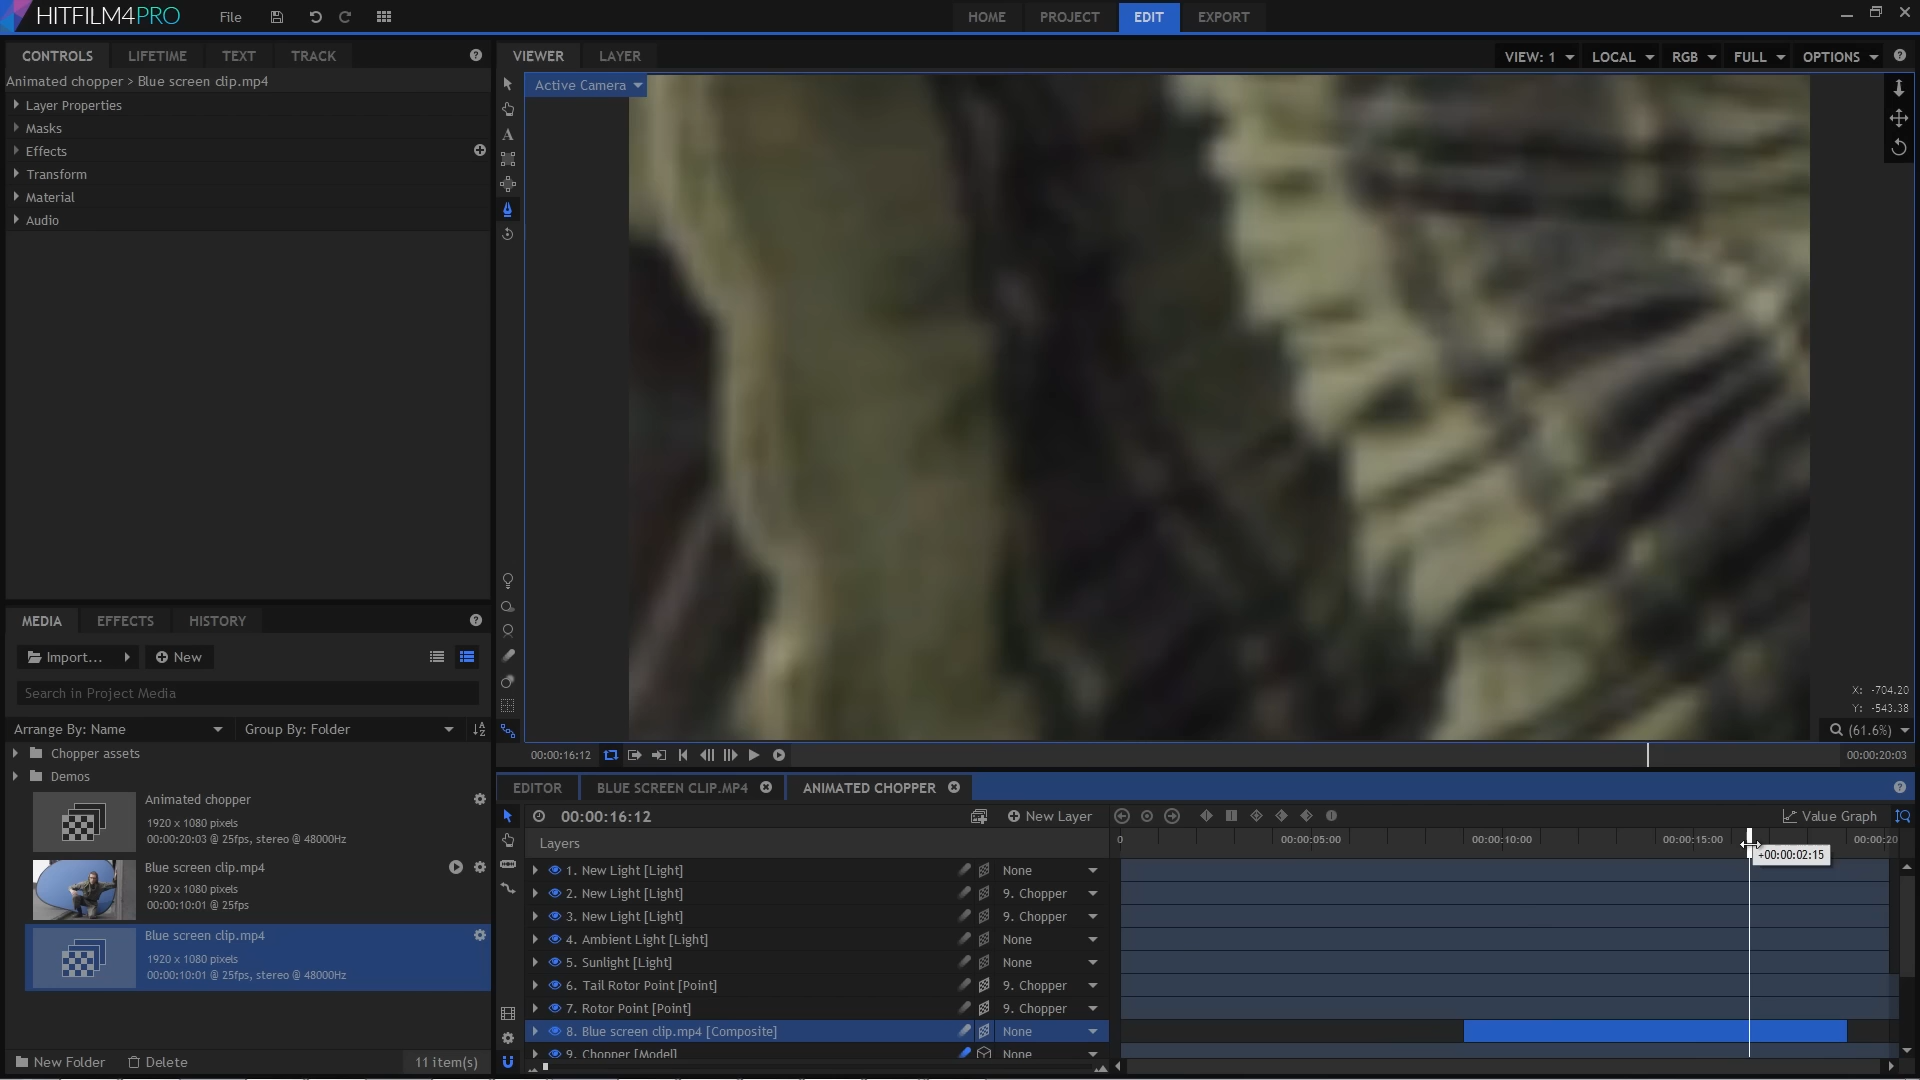 HITFILM4PRO
File
HOME
PROJECT
EDIT
EXPORT
CONTROLS
LIFETIME
TEXT
TRACK
Animated chopper > Blue screen clip.mp4
Layer Properties
Masks
Effects
Transform
Material
Audio
VIEWER
LAYER
VIEW: 1
LOCAL
RGB
FULL
OPTIONS
Active Camera
X: -704.20
Y: -543.38
(61.6%)
00:00:16:12
00:00:20:03
MEDIA
EFFECTS
HISTORY
Import...
New
Search in Project Media
Arrange By: Name
Group By: Folder
Chopper assets
Demos
Animated chopper
1920 x 1080 pixels
00:00:20:03 @ 25fps, stereo @ 48000Hz
Blue screen clip.mp4
1920 x 1080 pixels
00:00:10:01 @ 25fps
Blue screen clip.mp4
1920 x 1080 pixels
00:00:10:01 @ 25fps, stereo @ 48000Hz
New Folder
Delete
11 item(s)
EDITOR
BLUE SCREEN CLIP.MP4
ANIMATED CHOPPER
00:00:16:12
New Layer
Value Graph
Layers
0
00:00:05:00
00:00:10:00
00:00:15:00
00:00:20
+00:00:02:15
1. New Light [Light] None
2. New Light [Light] 9. Chopper
3. New Light [Light] 9. Chopper
4. Ambient Light [Light] None
5. Sunlight [Light] None
6. Tail Rotor Point [Point] 9. Chopper
7. Rotor Point [Point] 9. Chopper
8. Blue screen clip.mp4 [Composite] None
9. Chopper [Model] None